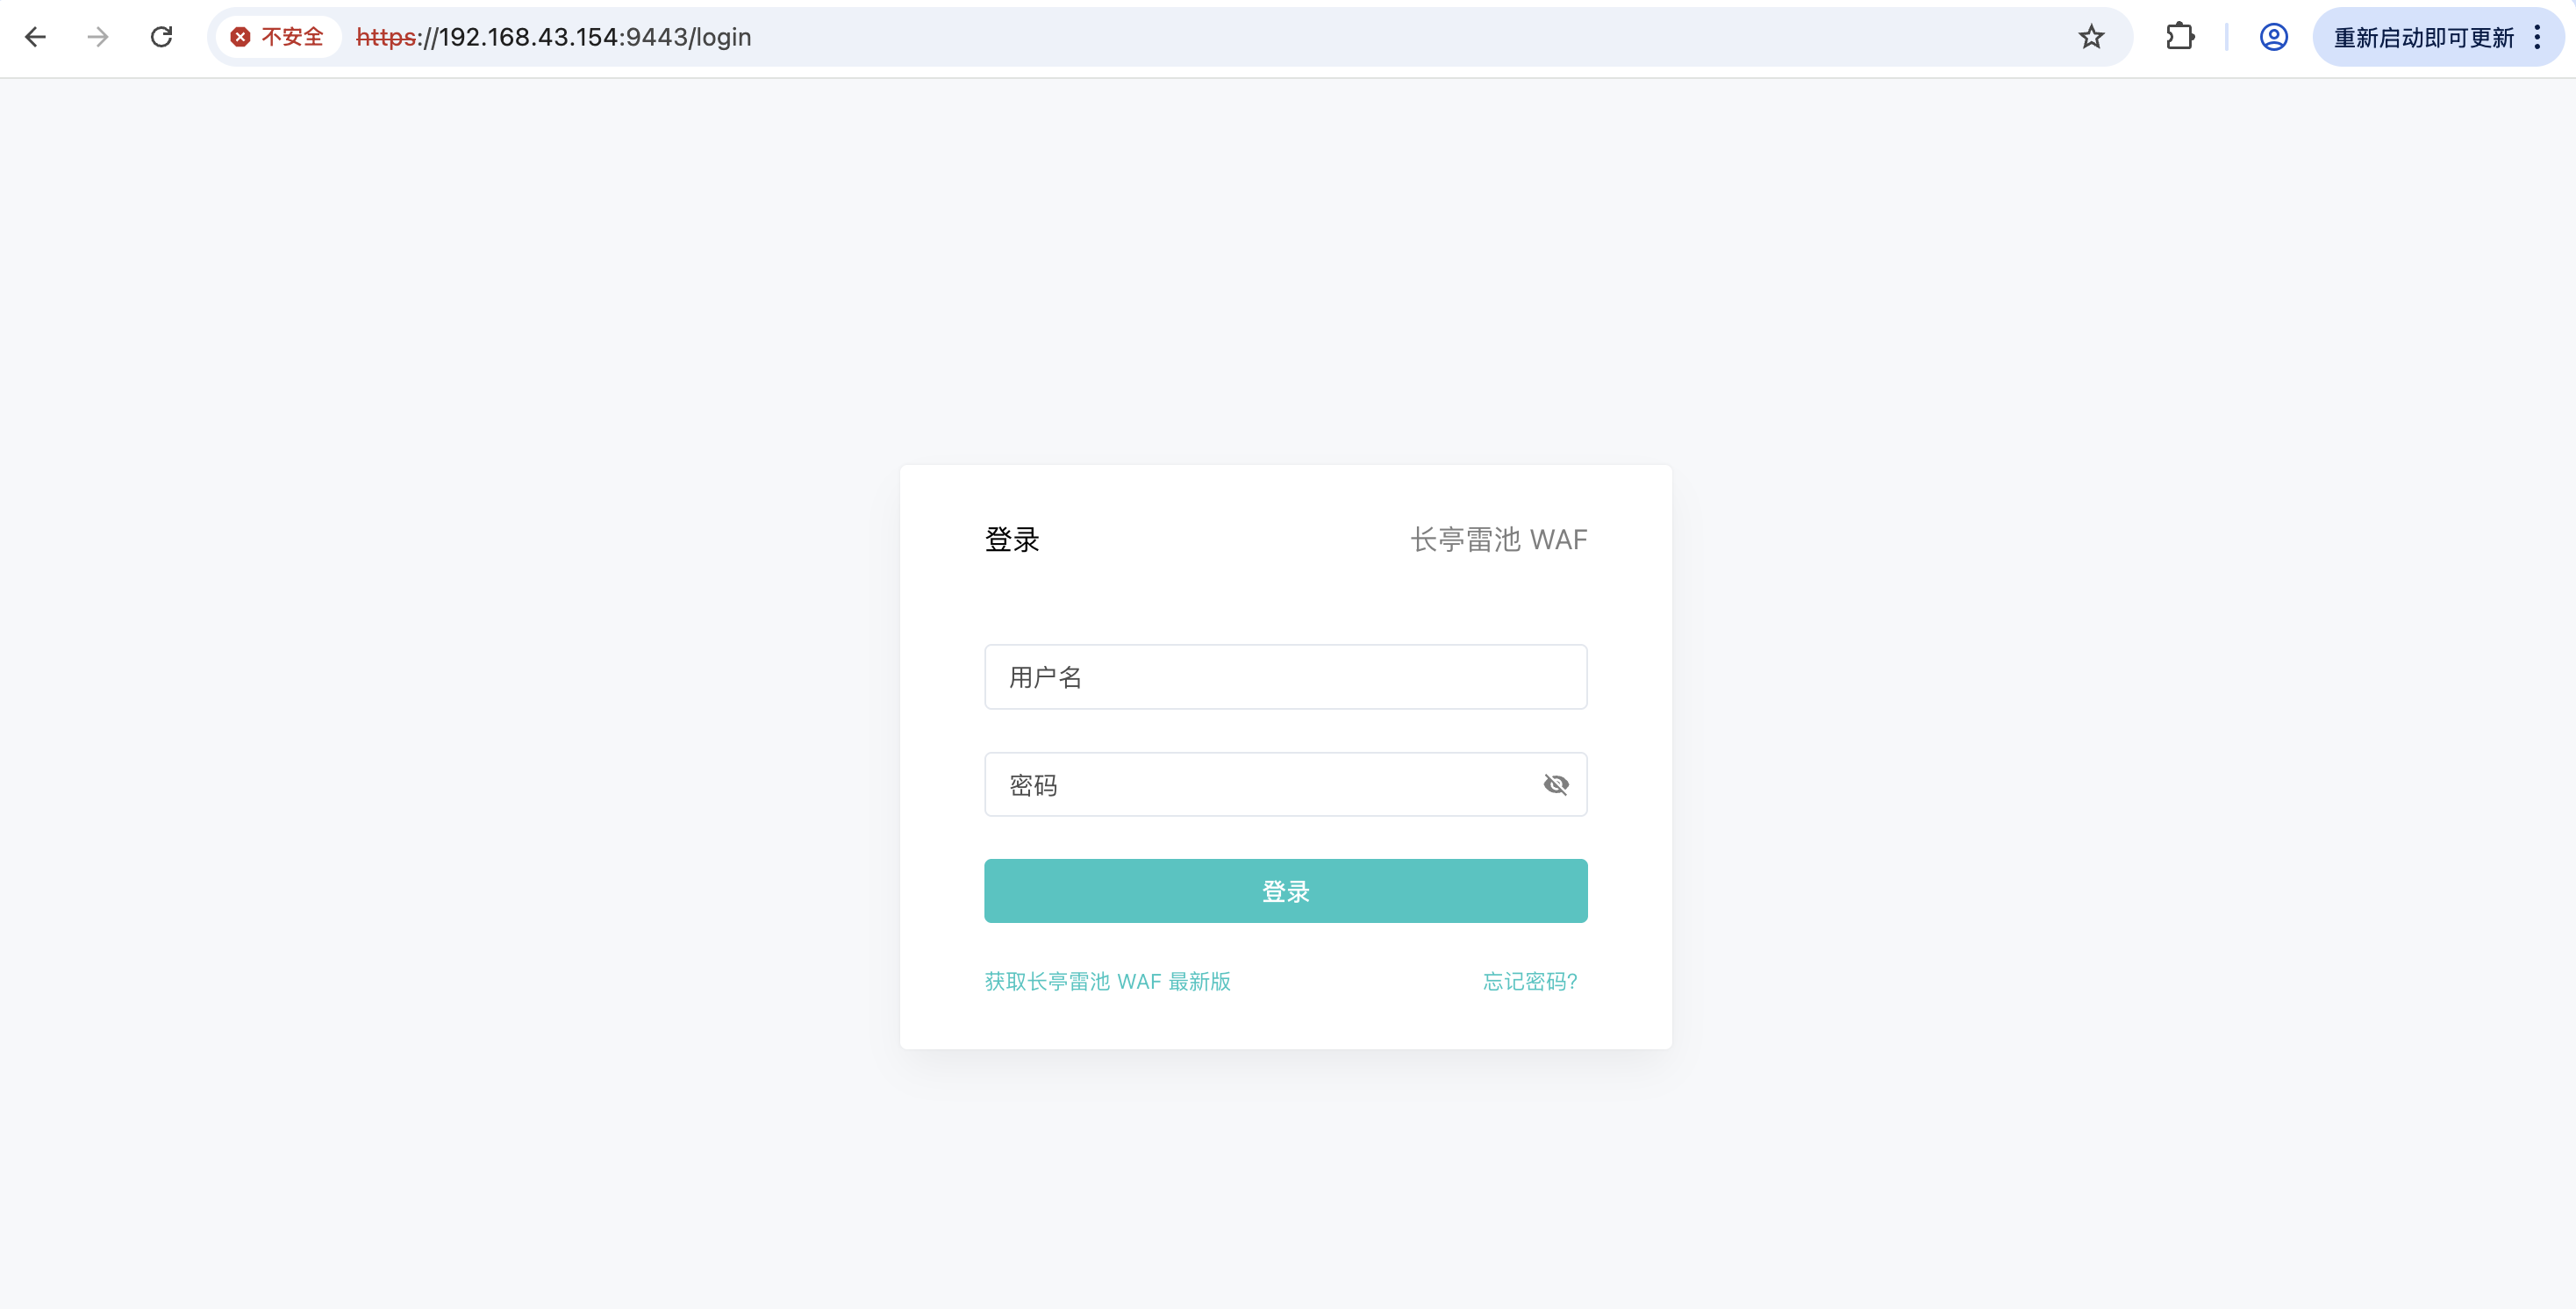 不安全 https://192.168.43.154:9443/login 重新启动即可更新
登录 长亭雷池 WAF
用户名
密码
登录
获取长亭雷池 WAF 最新版 忘记密码?